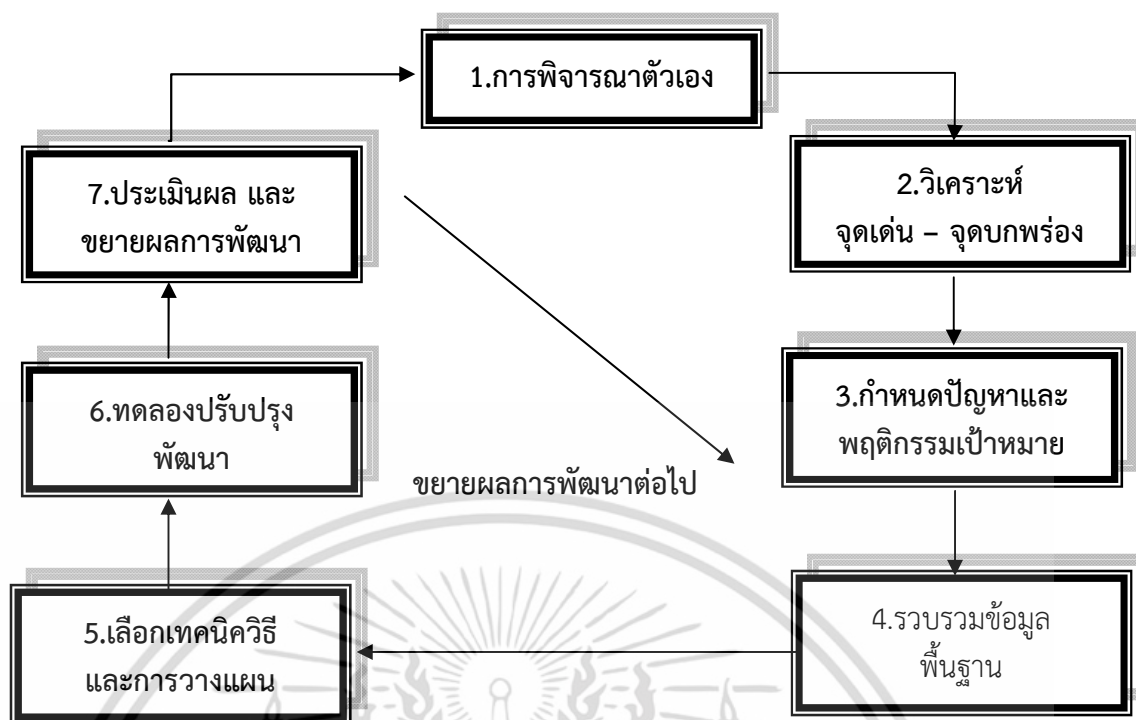 1.การพิจารณาตัวเอง
2.วิเคราะห์
จุดเด่น – จุดบกพร่อง
3.กำหนดปัญหาและ
พฤติกรรมเป้าหมาย
4.รวบรวมข้อมูล
พื้นฐาน
5.เลือกเทคนิควิธี
และการวางแผน
6.ทดลองปรับปรุง
พัฒนา
7.ประเมินผล และ
ขยายผลการพัฒนา
ขยายผลการพัฒนาต่อไป